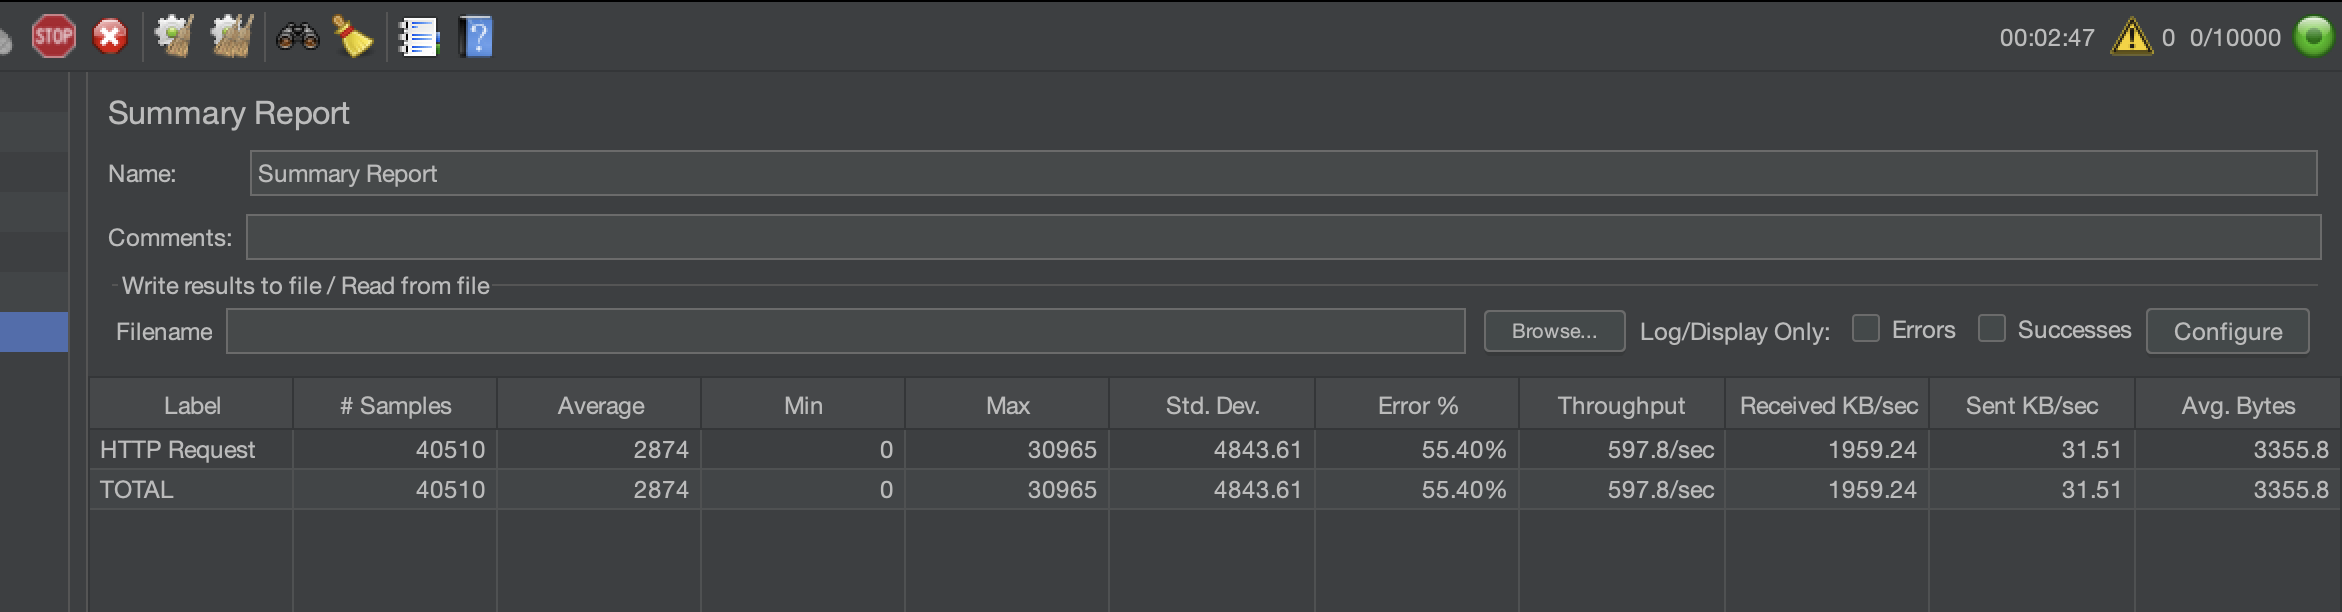 STOP
00:02:47 0 0/10000
Summary Report
Name: Summary Report
Comments:
Write results to file / Read from file
Filename Browse... Log/Display Only: Errors Successes Configure
Label # Samples Average Min Max Std. Dev. Error % Throughput Received KB/sec Sent KB/sec Avg. Bytes
HTTP Request 40510 2874 0 30965 4843.61 55.40% 597.8/sec 1959.24 31.51 3355.8
TOTAL 40510 2874 0 30965 4843.61 55.40% 597.8/sec 1959.24 31.51 3355.8